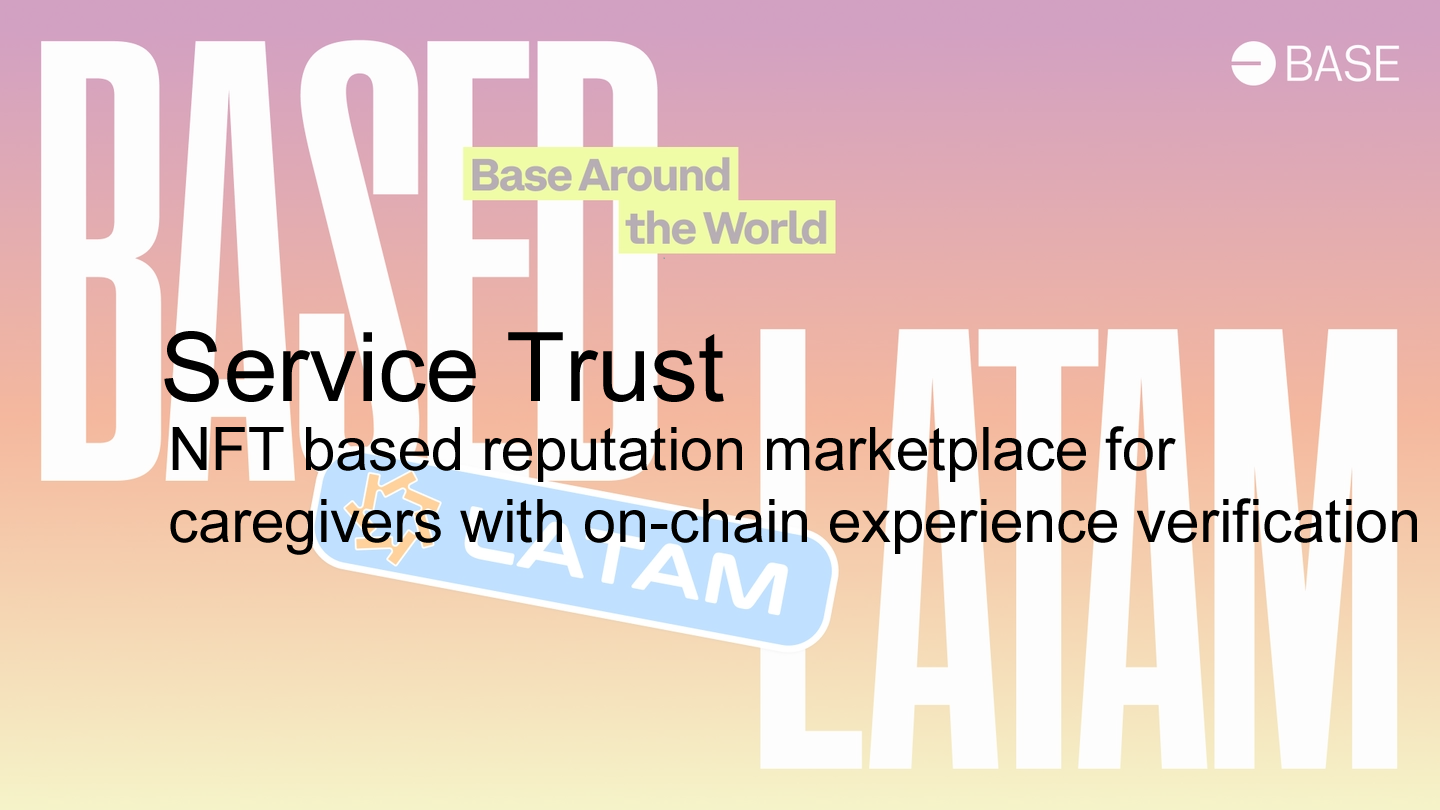 BASED
BASE
Base Around
the World
Service Trust
NFT based reputation marketplace for
caregivers with on-chain experience verification
LATAM
LATAM